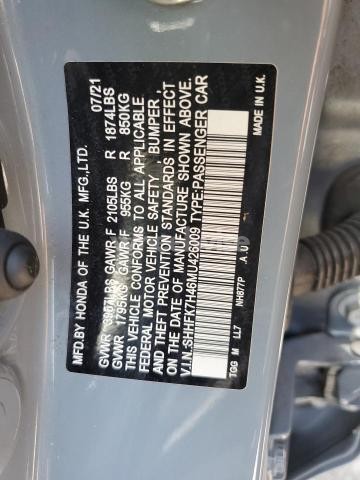 MFD.BY HONDA OF THE U.K. MFG.,LTD. 07/21
GVWR 3967LBS GAWR F 2105LBS R 1874LBS
GVWR 1795KG GAWR F 955KG R 850KG
THIS VEHICLE CONFORMS TO ALL APPLICABLE
FEDERAL MOTOR VEHICLE SAFETY , BUMPER ,
AND THEFT PREVENTION STANDARDS IN EFFECT
ON THE DATE OF MANUFACTURE SHOWN ABOVE.
V.I.N.:SHHFK7H46MU426009 TYPE:PASSENGER CAR
NH877P A U MADE IN U.K.
TGG M LL7